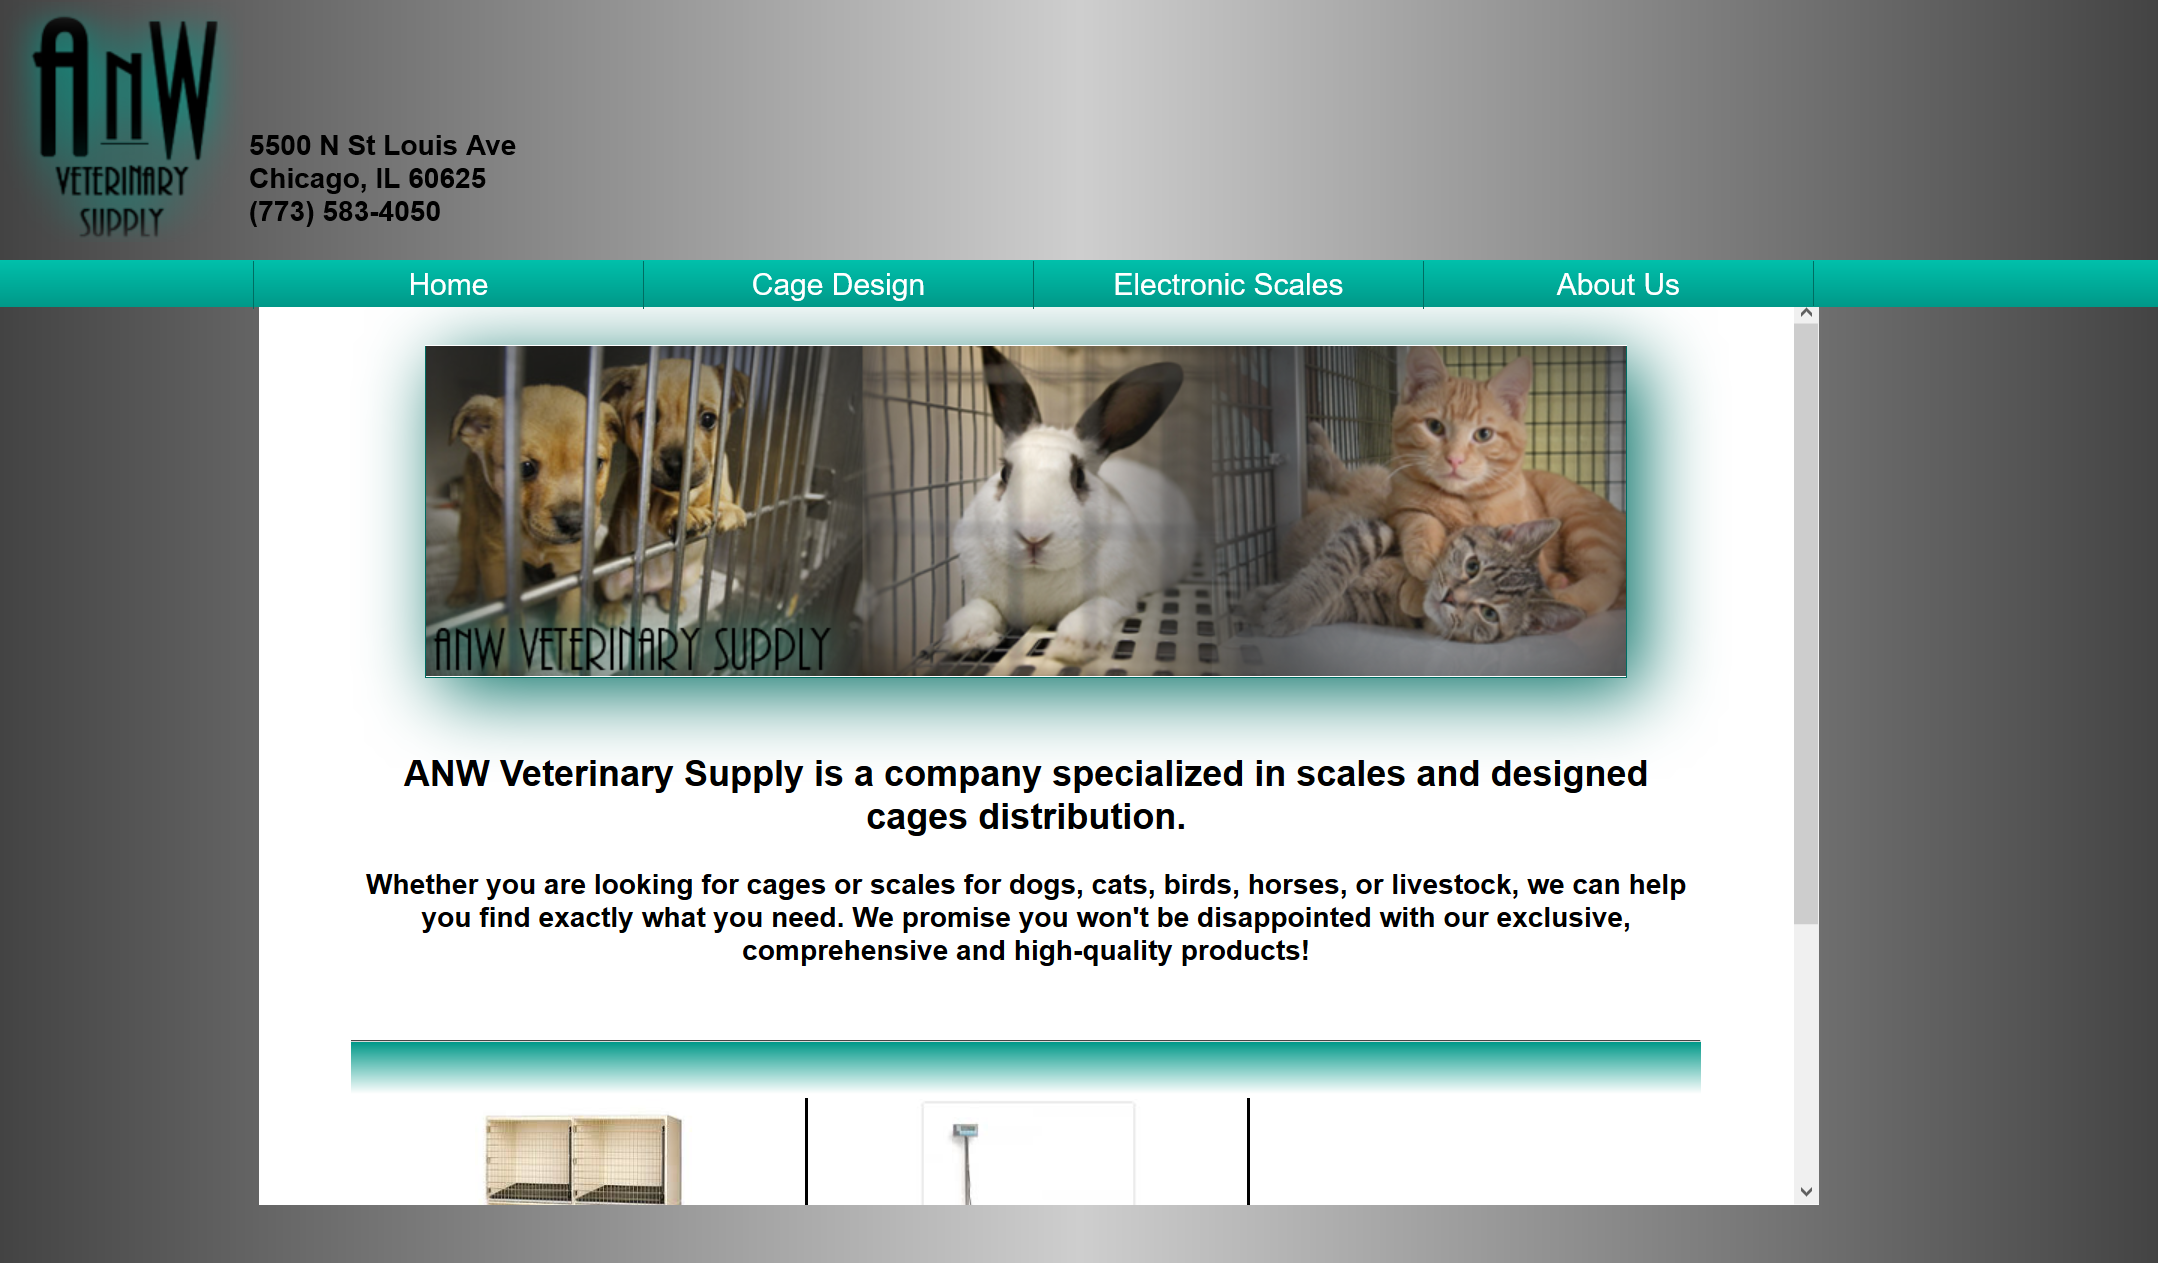 AnW
VETERINARY
SUPPLY
5500 N St Louis Ave
Chicago, IL 60625
(773) 583-4050
Home
Cage Design
Electronic Scales
About Us
ANW VETERINARY SUPPLY
ANW Veterinary Supply is a company specialized in scales and designed
cages distribution.
Whether you are looking for cages or scales for dogs, cats, birds, horses, or livestock, we can help
you find exactly what you need. We promise you won't be disappointed with our exclusive,
comprehensive and high-quality products!